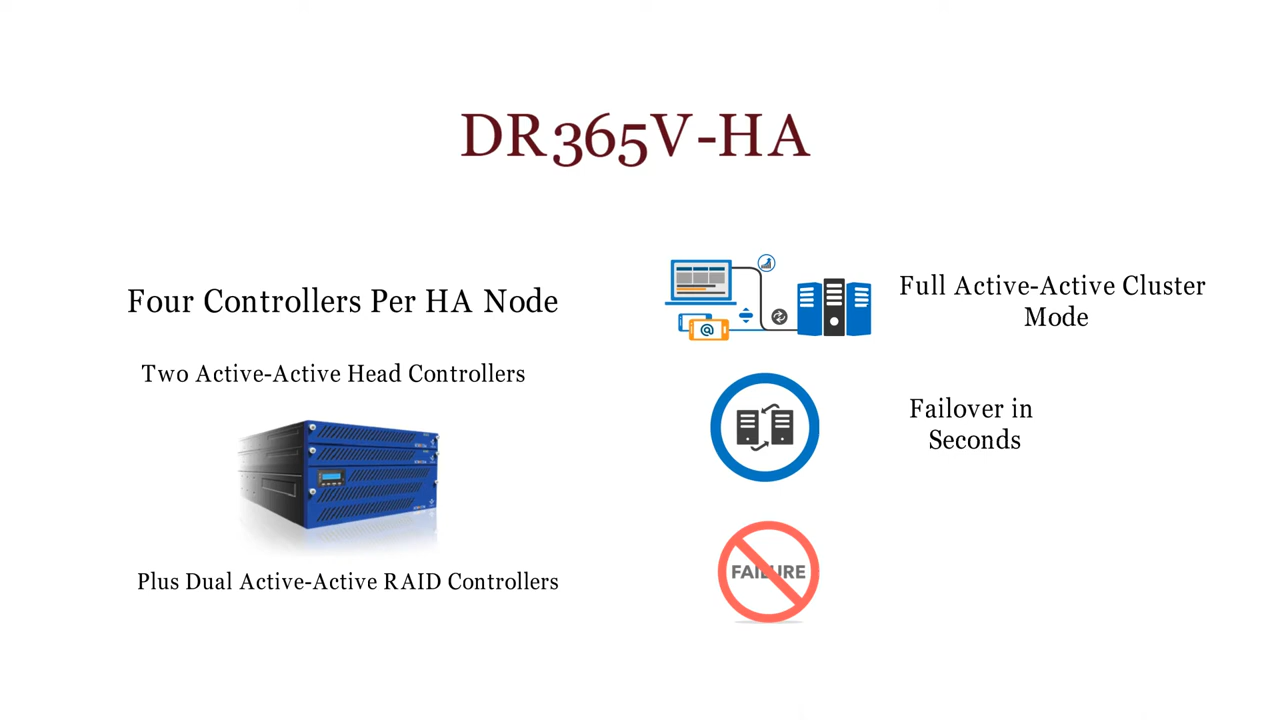 DR365V-HA
Four Controllers Per HA Node
Two Active-Active Head Controllers
Plus Dual Active-Active RAID Controllers
Full Active-Active Cluster
Mode
@
Failover in
Seconds
FAILURE